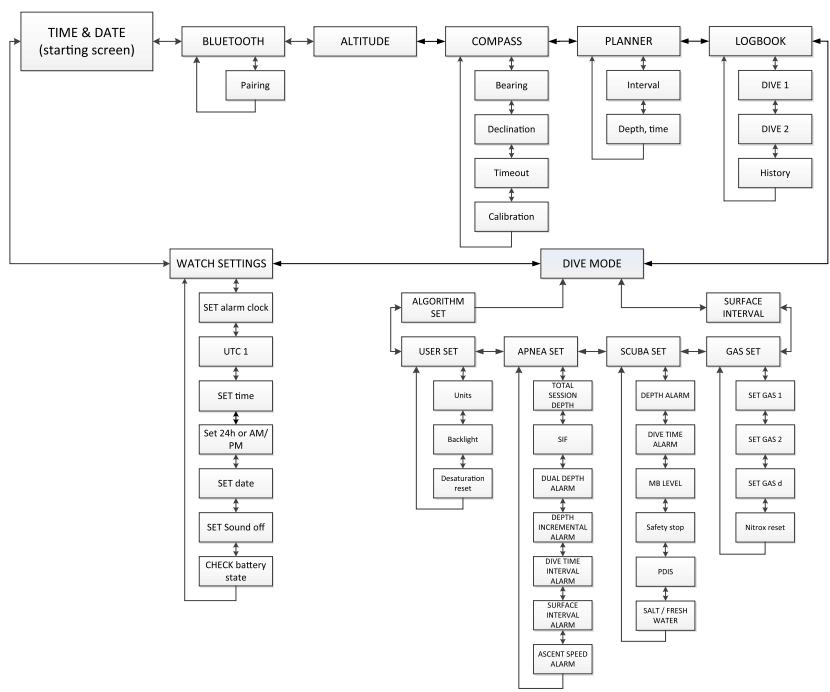 TIME & DATE
(starting screen)
BLUETOOTH
ALTITUDE
COMPASS
PLANNER
LOGBOOK
Pairing
Bearing
Declination
Timeout
Calibration
Interval
Depth, time
DIVE 1
DIVE 2
History
WATCH SETTINGS
DIVE MODE
SET alarm clock
UTC 1
SET time
Set 24h or AM/
PM
SET date
SET Sound off
CHECK battery
state
ALGORITHM
SET
SURFACE
INTERVAL
USER SET
APNEA SET
SCUBA SET
GAS SET
Units
Backlight
Desaturation
reset
TOTAL
SESSION
DEPTH
SIF
DUAL DEPTH
ALARM
DEPTH
INCREMENTAL
ALARM
DIVE TIME
INTERVAL
ALARM
SURFACE
INTERVAL
ALARM
ASCENT SPEED
ALARM
DEPTH ALARM
DIVE TIME
ALARM
MB LEVEL
Safety stop
PDIS
SALT / FRESH
WATER
SET GAS 1
SET GAS 2
SET GAS d
Nitrox reset